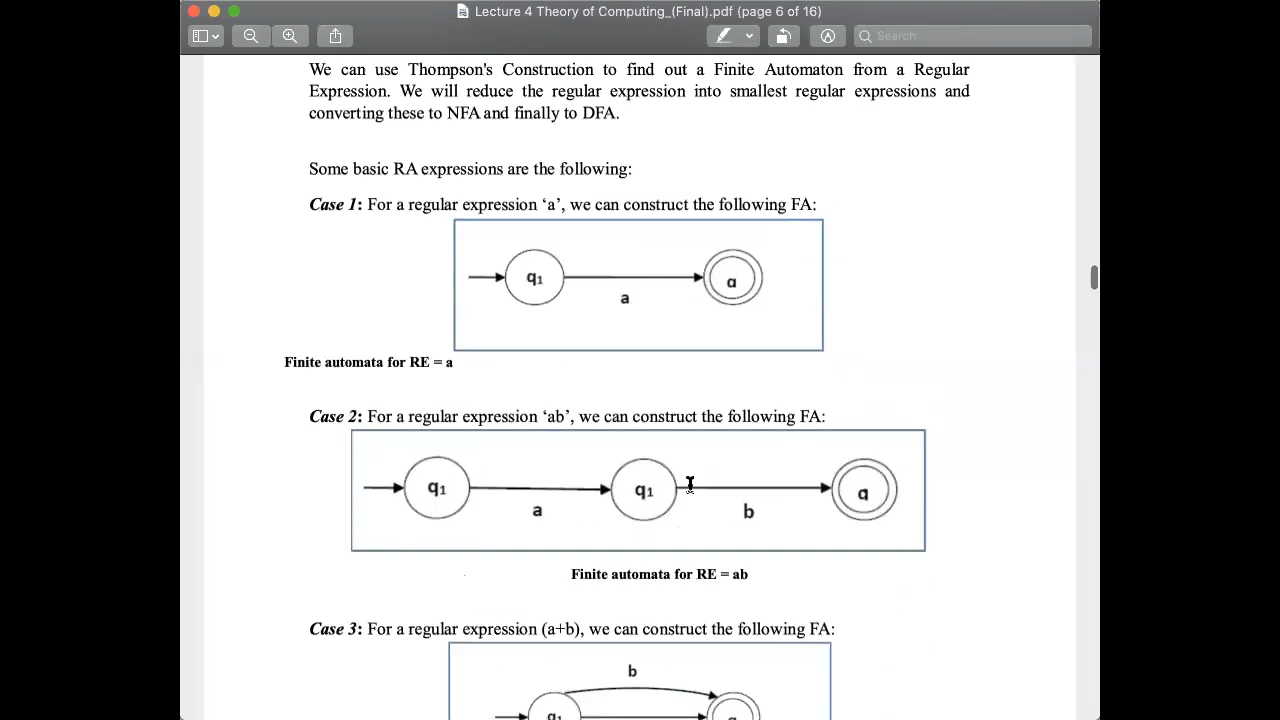 Lecture 4 Theory of Computing_(Final).pdf (page 6 of 16)
Search
We can use Thompson's Construction to find out a Finite Automaton from a Regular
Expression. We will reduce the regular expression into smallest regular expressions and
converting these to NFA and finally to DFA.
Some basic RA expressions are the following:
Case 1: For a regular expression ‘a’, we can construct the following FA:
q1
a
q
Finite automata for RE = a
Case 2: For a regular expression ‘ab’, we can construct the following FA:
q1
a
q1
b
q
Finite automata for RE = ab
Case 3: For a regular expression (a+b), we can construct the following FA:
b
q1